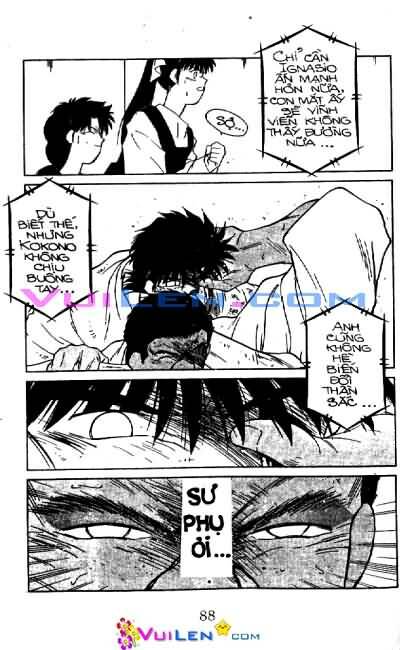 CHỈ CẦN
IGNASIO
ẤN MẠNH
HƠN NỮA,
CON MẮT ẤY
SẼ VĨNH
VIỄN KHÔNG
THẤY ĐƯỜNG
NỮA...
SỢ...
DÙ
BIẾT THẾ,
NHƯNG
KOKONO
KHÔNG
CHỊU
BUÔNG
TAY...
VUILEN.COM
ANH
CŨNG
KHÔNG
HỀ
BIẾN
ĐỔI
THẦN
SẮC...
SƯ
PHỤ
ƠI...
88
VUILEN.COM